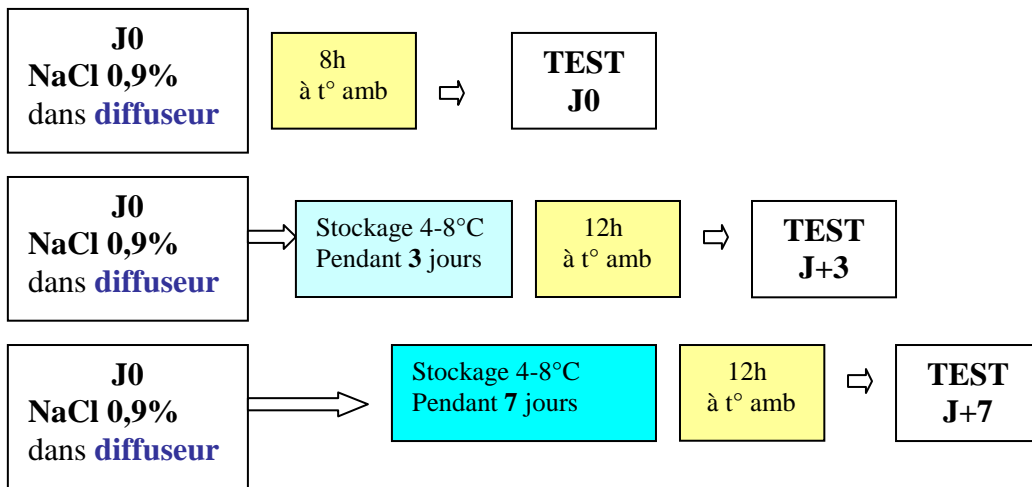 J0
NaCl 0,9%
dans diffuseur
8h
à t° amb
TEST
J0
J0
NaCl 0,9%
dans diffuseur
Stockage 4-8°C
Pendant 3 jours
12h
à t° amb
TEST
J+3
J0
NaCl 0,9%
dans diffuseur
Stockage 4-8°C
Pendant 7 jours
12h
à t° amb
TEST
J+7